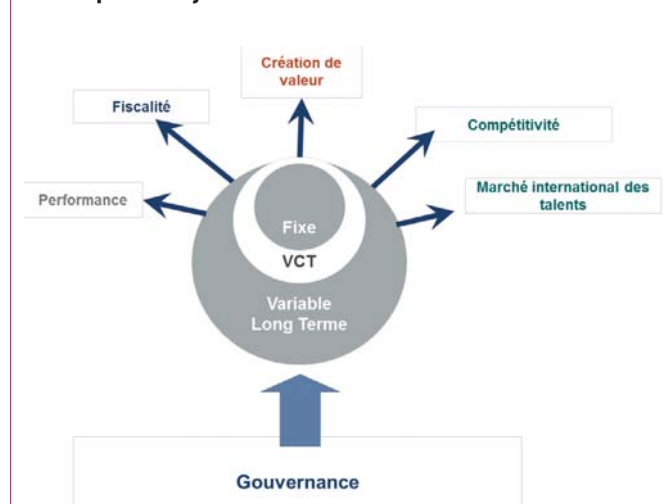 Création de
valeur
Fiscalité
Compétitivité
Performance
Marché international des
talents
Fixe
VCT
Variable
Long Terme
Gouvernance